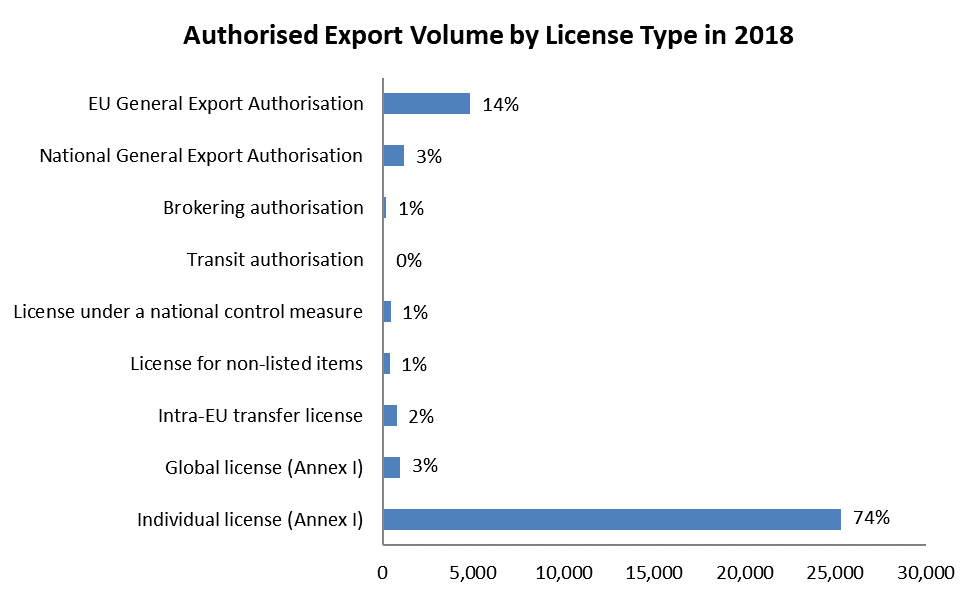 Authorised Export Volume by License Type in 2018
EU General Export Authorisation 14%
National General Export Authorisation 3%
Brokering authorisation 1%
Transit authorisation 0%
License under a national control measure 1%
License for non-listed items 1%
Intra-EU transfer license 2%
Global license (Annex I) 3%
Individual license (Annex I) 74%
0 5,000 10,000 15,000 20,000 25,000 30,000